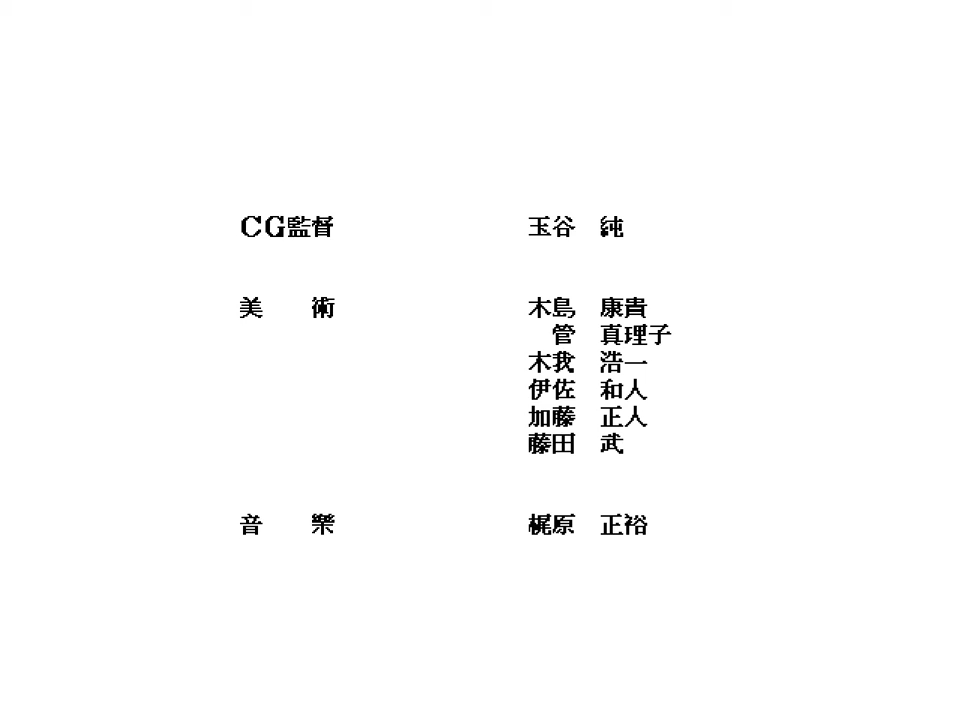 CG監督　　玉谷　純
美　術　　木島　康貴
管　真理子
木我　浩一
伊佐　和人
加藤　正人
藤田　武
音　樂　　梶原　正裕